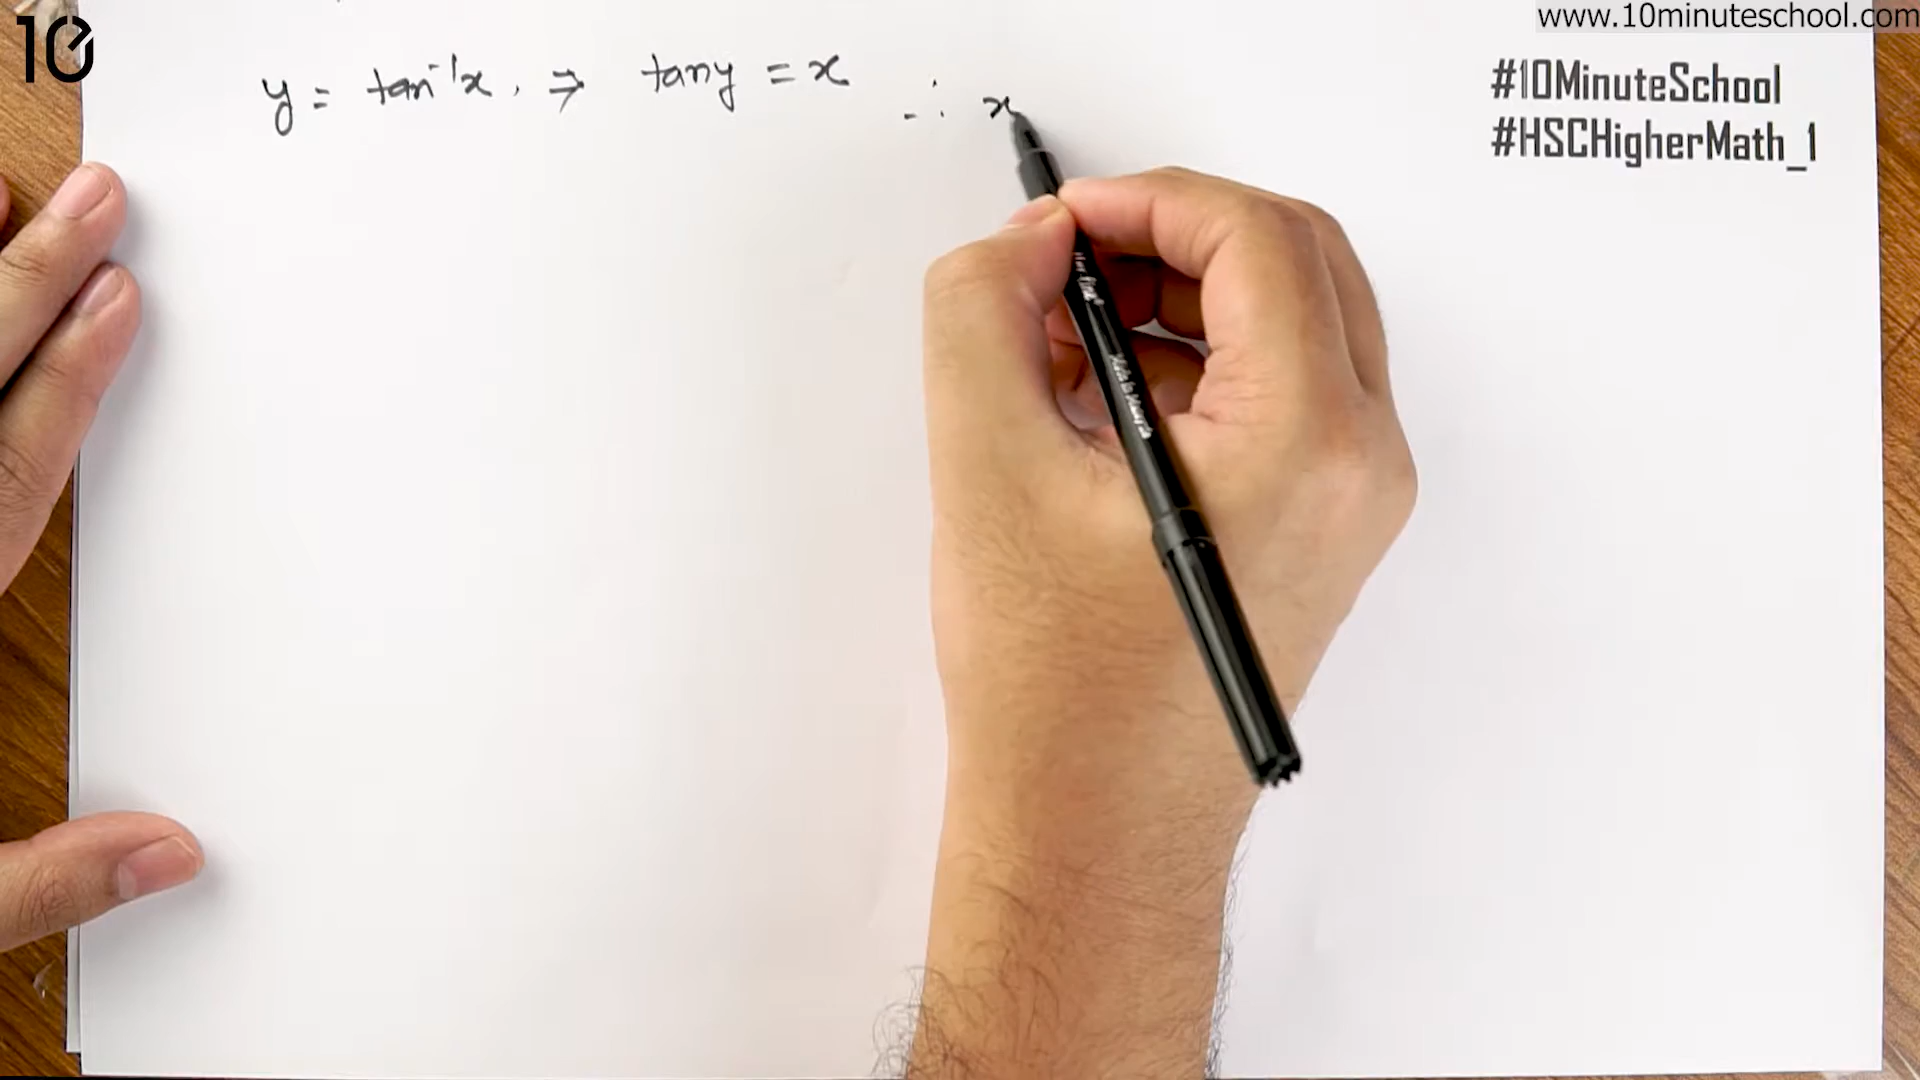 10
www.10minuteschool.com
#10MinuteSchool
#HSCHigherMath_1
y = tan⁻¹x, ⇒ tany = x ∴ x